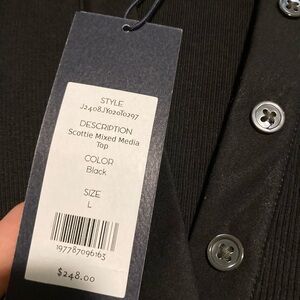 STYLE
J2408JY020T0297
DESCRIPTION
Scottie Mixed Media
Top
COLOR
Black
SIZE
L
197787096163
$248.00